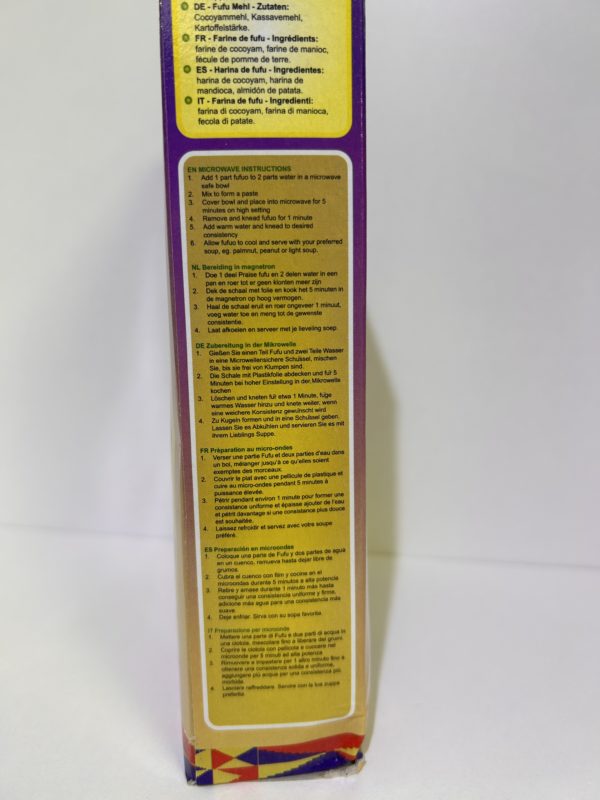 DE - Fufu Mehl - Zutaten:
Cocoyammehl, Kassavemehl,
Kartoffelstärke.
FR - Farine de fufu - Ingrédients:
farine de cocoyam, farine de manioc,
fécule de pomme de terre.
ES - Harina de fufu - Ingredientes:
harina de cocoyam, harina de
mandioca, almidón de patata.
IT - Farina de fufu - Ingredienti:
farina di cocoyam, farina di manioca,
fecola di patate.
EN MICROWAVE INSTRUCTIONS
1. Add 1 part fufuo to 2 parts water in a microwave
safe bowl
2. Mix to form a paste
3. Cover bowl and place into microwave for 5
minutes on high setting
4. Remove and knead fufuo for 1 minute
5. Add warm water and knead to desired
consistency
6. Allow fufuo to cool and serve with your preferred
soup, eg. palmnut, peanut or light soup.
NL Bereiding in magnetron
1. Doe 1 deel Praise fufu en 2 delen water in een
pan en roer tot er geen klonten meer zijn
2. Dek de schaal met folie en kook het 5 minuten in
de magnetron op hoog vermogen.
3. Haal de schaal eruit en roer ongeveer 1 minuut,
voeg water toe en meng tot de gewenste
consistentie.
4. Laat afkoelen en serveer met je lieveling soep.
DE Zubereitung in der Mikrowelle
1. Gießen Sie einen Teil Fufu und zwei Teile Wasser
in eine Microwellensichere Schüssel, mischen
Sie, bis sie frei von Klumpen sind.
2. Die Schale mit Plastikfolie abdecken und für 5
Minuten bei hoher Einstellung in der Mikrowelle
kochen
3. Löschen und kneten für etwa 1 Minute, füge
warmes Wasser hinzu und knete weiter, wenn
eine weichere Konsistenz gewünscht wird
4. Zu Kugeln formen und in eine Schüssel geben.
Lassen Sie es Abkühlen und servieren Sie es mit
ihrem Lieblings Suppe.
FR Préparation au micro-ondes
1. Verser une partie Fufu et deux parties d'eau dans
un bol, mélanger jusqu'à ce qu'elles soient
exemptes des morceaux.
2. Couvrir le plat avec une pellicule de plastique et
cuire au micro-ondes pendant 5 minutes à
puissance élevée.
3. Pétrir pendant environ 1 minute pour former une
consistance uniforme et épaisse ajouter de l'eau
et pétrit davantage si une consistance plus douce
est souhaitée.
4. Laissez refroidir et servez avec votre soupe
préféré.
ES Preparación en microondas
1. Coloque una parte de Fufu y dos partes de agua
en un cuenco, remueva hasta dejar libre de
grumos.
2. Cubra el cuenco con film y cocina en el
microondas durante 5 minutos a alta potencia
3. Retire y amase durante 1 minuto más hasta
conseguir una consistencia uniforme y firme,
adicione más agua para una consistencia más
suave.
4. Deje enfriar. Sirva con su sopa favorita.
IT Preparazione per microonde
1. Mettere una parte di Fufu e due parti di acqua in
una ciotola, mescolare fino a liberare dei grumi
2. Coprire la ciotola con pellicola e cuocere nel
microonde per 5 minuti ad alta potenza
3. Rimuovere e impastare per 1 altro minuto fino a
ottenere una consistenza solida e uniforme,
aggiungere più acqua per una consistenza più
morbide.
4. Lasciare raffreddare. Servire con la tua zuppa
preferita